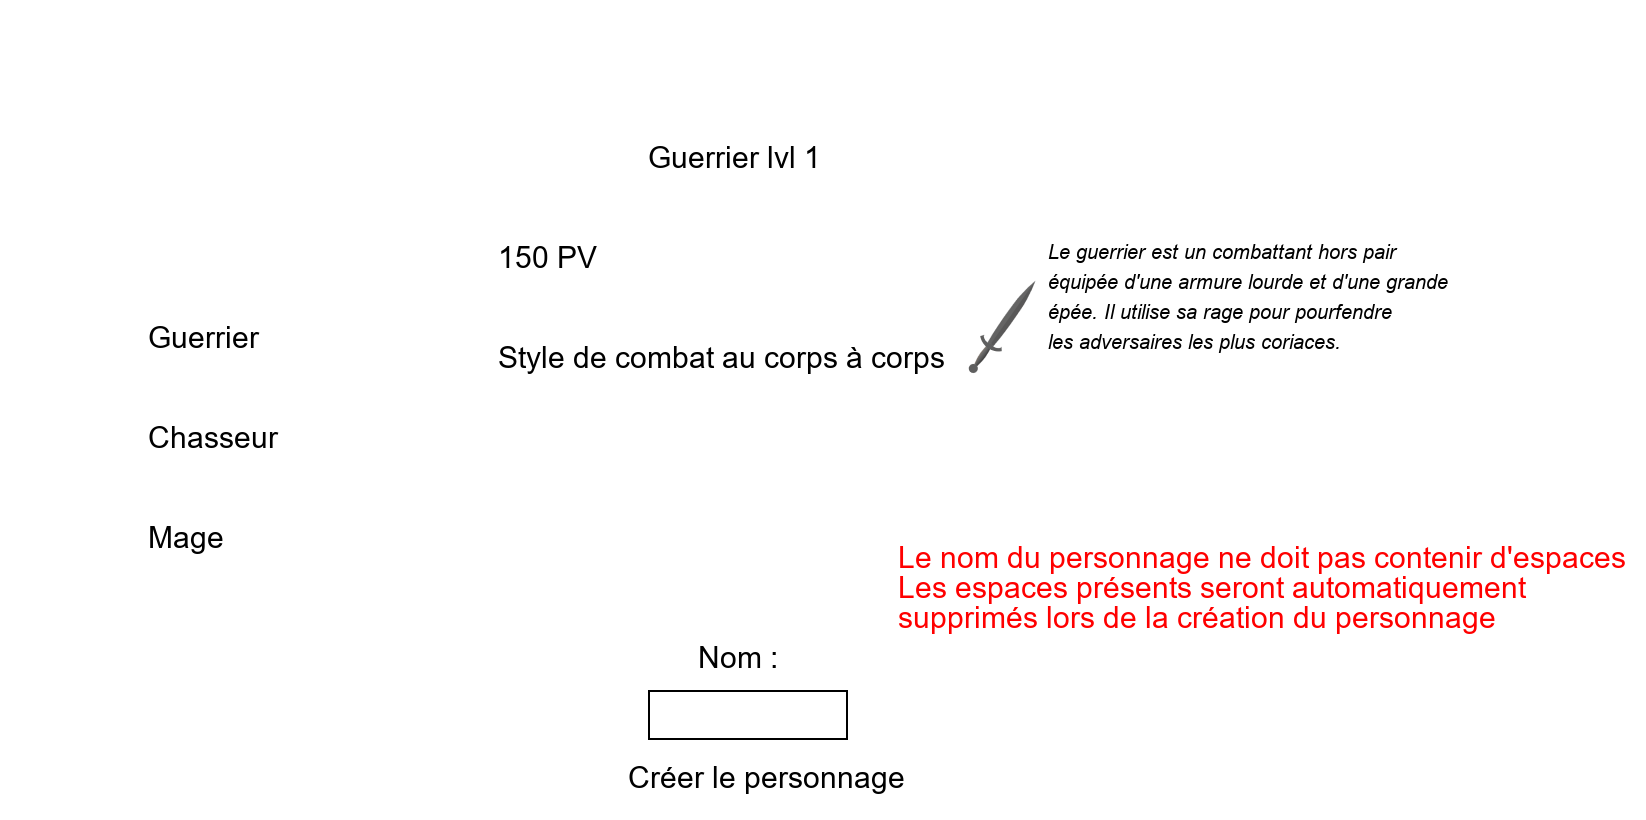 Guerrier lvl 1
150 PV
Le guerrier est un combattant hors pair
équipée d'une armure lourde et d'une grande
épée. Il utilise sa rage pour pourfendre
les adversaires les plus coriaces.
Guerrier
Style de combat au corps à corps
Chasseur
Mage
Le nom du personnage ne doit pas contenir d'espaces
Les espaces présents seront automatiquement
supprimés lors de la création du personnage
Nom :
Créer le personnage